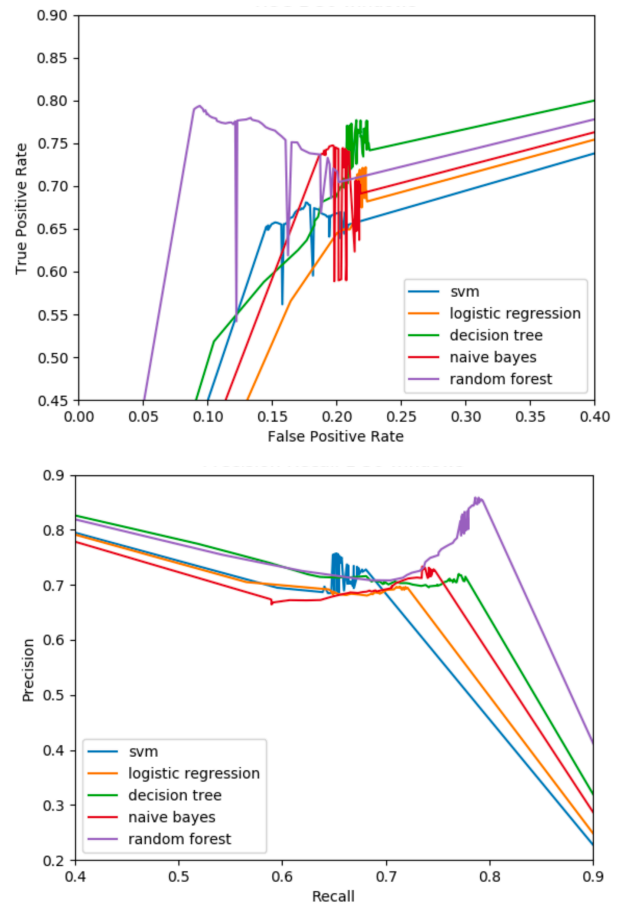 0.90
0.85
0.80
0.75
0.70
0.65
0.60
0.55
0.50
0.45
True Positive Rate
svm
logistic regression
decision tree
naive bayes
random forest
0.00 0.05 0.10 0.15 0.20 0.25 0.30 0.35 0.40
False Positive Rate
0.9
0.8
0.7
0.6
0.5
0.4
0.3
0.2
Precision
svm
logistic regression
decision tree
naive bayes
random forest
0.4 0.5 0.6 0.7 0.8 0.9
Recall